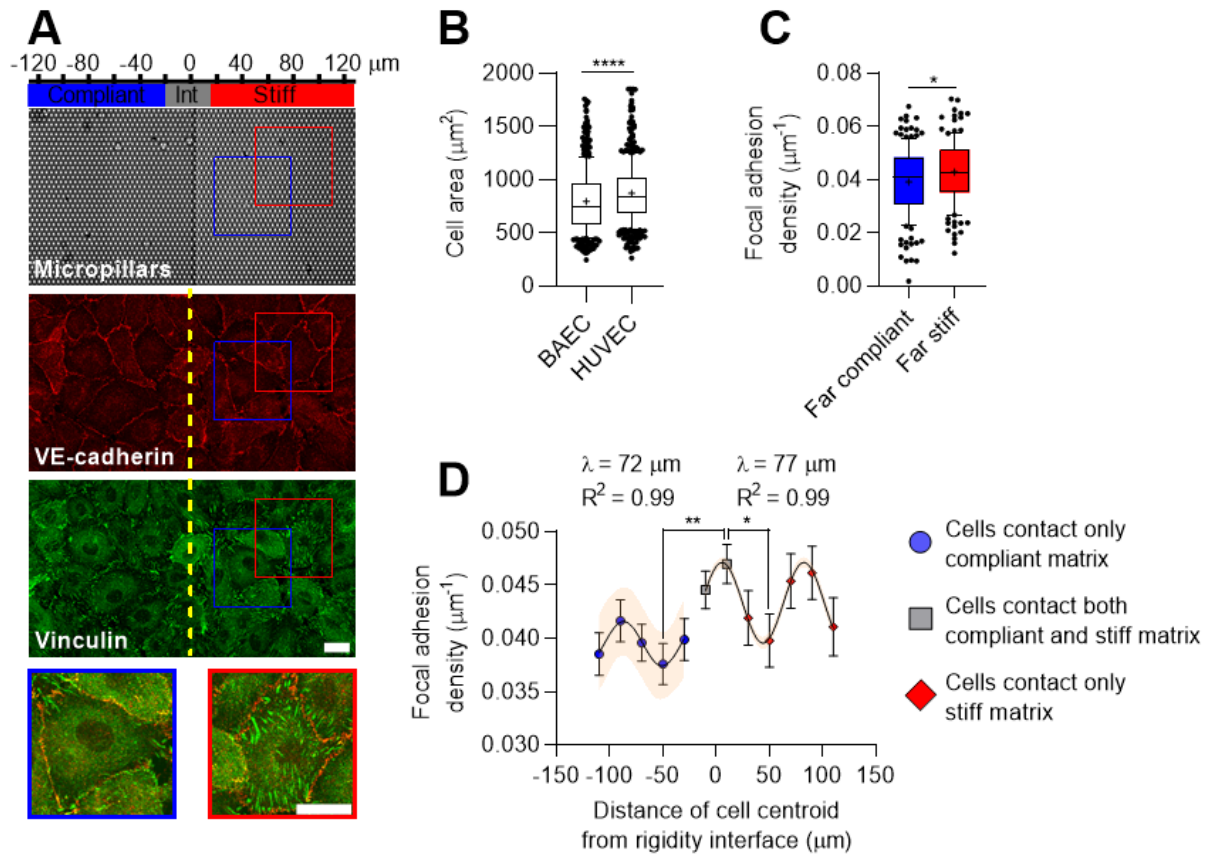 A
-120 -80 -40 0 40 80 120 μm
Compliant Int Stiff
Micropillars
VE-cadherin
Vinculin
B
Cell area (μm²)
2000
1500
1000
500
0
****
BAEC
HUVEC
C
Focal adhesion
density (μm⁻¹)
0.08
0.06
0.04
0.02
0.00
*
Far compliant
Far stiff
D
λ = 72 μm
R² = 0.99
λ = 77 μm
R² = 0.99
**
*
Focal adhesion
density (μm⁻¹)
0.050
0.045
0.040
0.035
0.030
-150 -100 -50 0 50 100 150
Distance of cell centroid
from rigidity interface (μm)
Cells contact only
compliant matrix
Cells contact both
compliant and stiff matrix
Cells contact only
stiff matrix